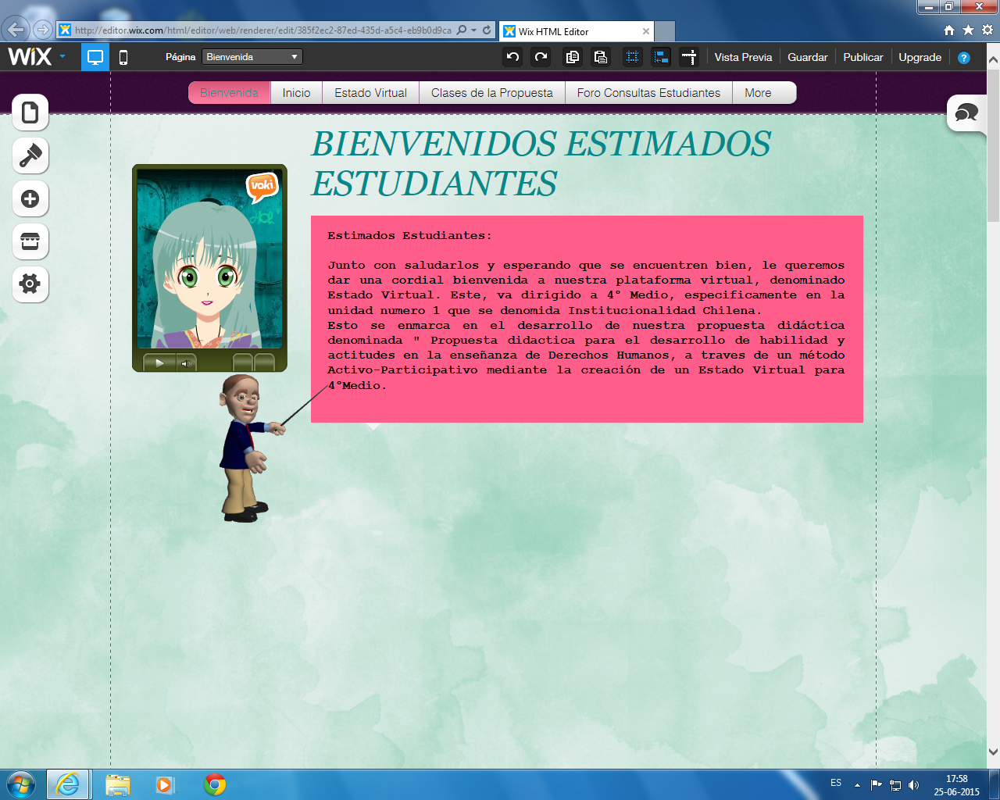 http://editor.wix.com/html/editor/web/renderer/edit/385f2ec2-87ed-435d-a5c4-eb9b0d9ca
Wix HTML Editor
WiX
Página
Bienvenida
Vista Previa
Guardar
Publicar
Upgrade
?
Bienvenida
Inicio
Estado Virtual
Clases de la Propuesta
Foro Consultas Estudiantes
More
BIENVENIDOS ESTIMADOS
ESTUDIANTES
voki
Estimados Estudiantes:
Junto con saludarlos y esperando que se encuentren bien, le queremos
dar una cordial bienvenida a nuestra plataforma virtual, denominado
Estado Virtual. Este, va dirigido a 4° Medio, especificamente en la
unidad numero 1 que se denomida Institucionalidad Chilena.
Esto se enmarca en el desarrollo de nuestra propuesta didáctica
denominada " Propuesta didactica para el desarrollo de habilidad y
actitudes en la enseñanza de Derechos Humanos, a traves de un método
Activo-Participativo mediante la creación de un Estado Virtual para
4°Medio.
ES
17:58
25-06-2015